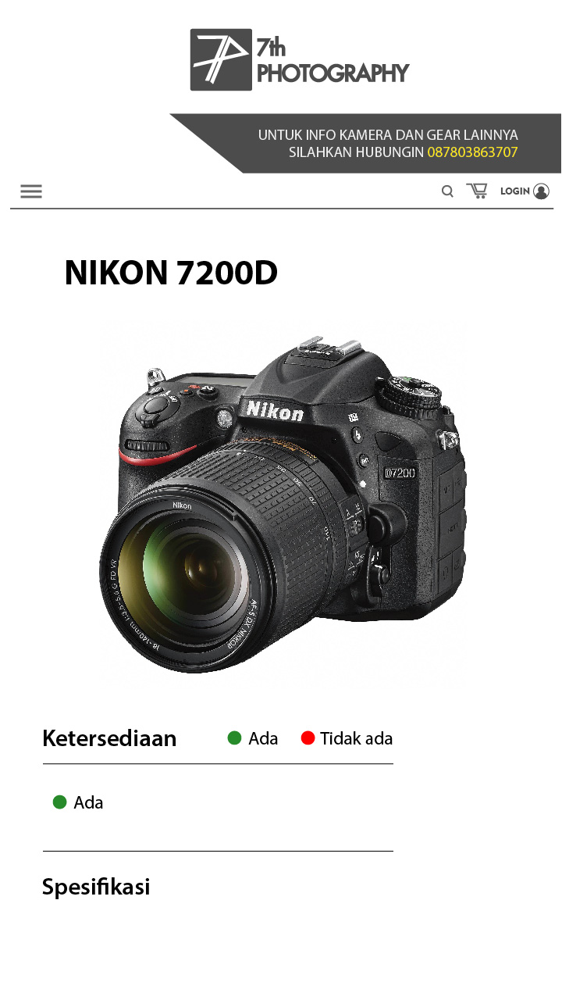 7th
PHOTOGRAPHY
UNTUK INFO KAMERA DAN GEAR LAINNYA
SILAHKAN HUBUNGIN 087803863707
LOGIN
NIKON 7200D
Nikon
D7200
Nikon
18-140mm 1:3.5-5.6 G ED VR
AF-S DX NIKKOR
Ketersediaan
Ada
Tidak ada
Ada
Spesifikasi